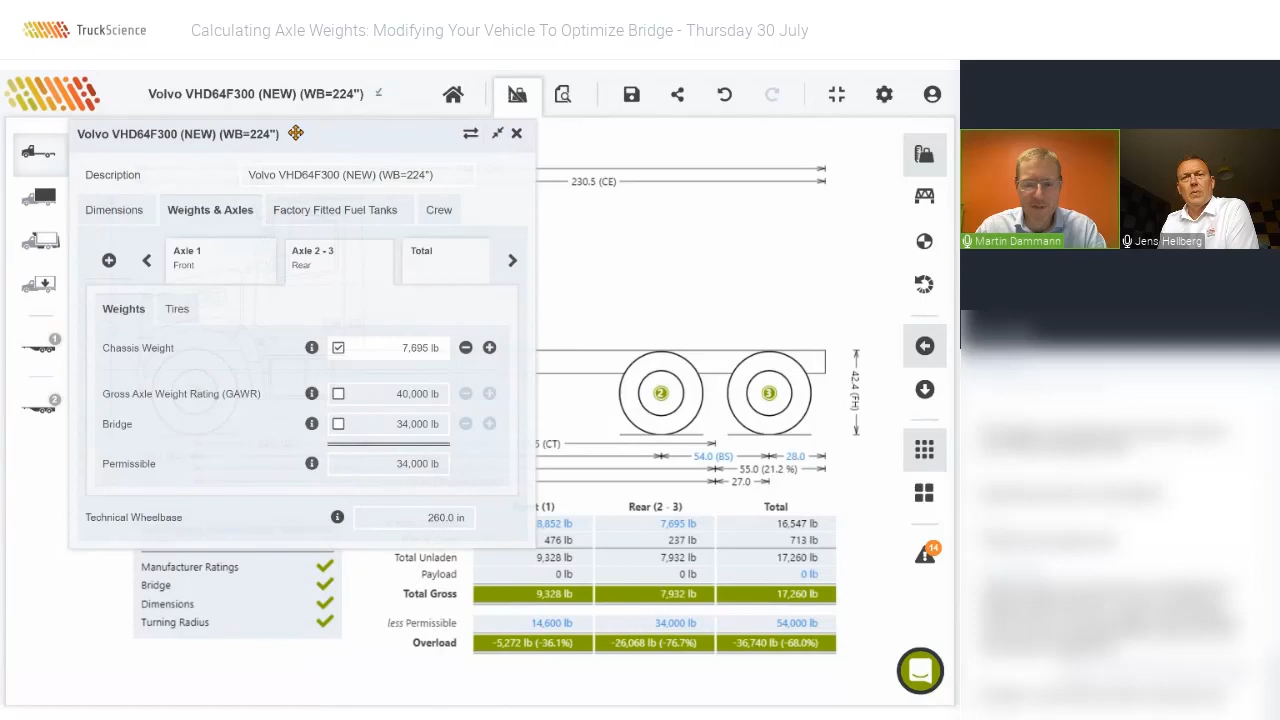 TruckScience
Calculating Axle Weights: Modifying Your Vehicle To Optimize Bridge - Thursday 30 July
Volvo VHD64F300 (NEW) (WB=224")
Volvo VHD64F300 (NEW) (WB=224")
Description
Volvo VHD64F300 (NEW) (WB=224")
Dimensions
Weights & Axles
Factory Fitted Fuel Tanks
Crew
Axle 1
Front
Axle 2 - 3
Rear
Total
Weights
Tires
Chassis Weight
7,695 lb
Gross Axle Weight Rating (GAWR)
40,000 lb
Bridge
34,000 lb
Permissible
34,000 lb
Technical Wheelbase
260.0 in
1
2
230.5 (CE)
2
3
42.4 (FH)
(CT)
54.0 (BS)
28.0
55.0 (21.2 %)
27.0
(1)
Rear (2 - 3)
Total
8,852 lb
7,695 lb
16,547 lb
476 lb
237 lb
713 lb
Total Unladen
9,328 lb
7,932 lb
17,260 lb
Payload
0 lb
0 lb
0 lb
Total Gross
9,328 lb
7,932 lb
17,260 lb
less Permissible
14,600 lb
34,000 lb
54,000 lb
Overload
-5,272 lb (-36.1%)
-26,068 lb (-76.7%)
-36,740 lb (-68.0%)
Manufacturer Ratings
Bridge
Dimensions
Turning Radius
14
Martin Dammann
Jens Hellberg